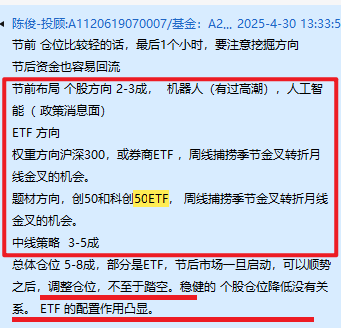 陈俊-投顾:A1120619070007/基金：A2... 2025-4-30 13:33:5
节前 仓位比较轻的话，最后1个小时，要注意挖掘方向
节后资金也容易回流
节前布局 个股方向 2-3成， 机器人（有过高潮），人工智
能（ 政策消息面）
ETF 方向
权重方向沪深300，或券商ETF ，周线捕捞季节金叉转折月
线金叉的机会。
题材方向，创50和科创50ETF， 周线捕捞季节金叉转折月线
金叉的机会。
中线策略 3-5成
总体仓位 5-8成，部分是ETF，节后市场一旦启动，可以顺势
之后，调整仓位，不至于踏空。稳健的 个股仓位降低没有关
系。 ETF 的配置作用凸显。